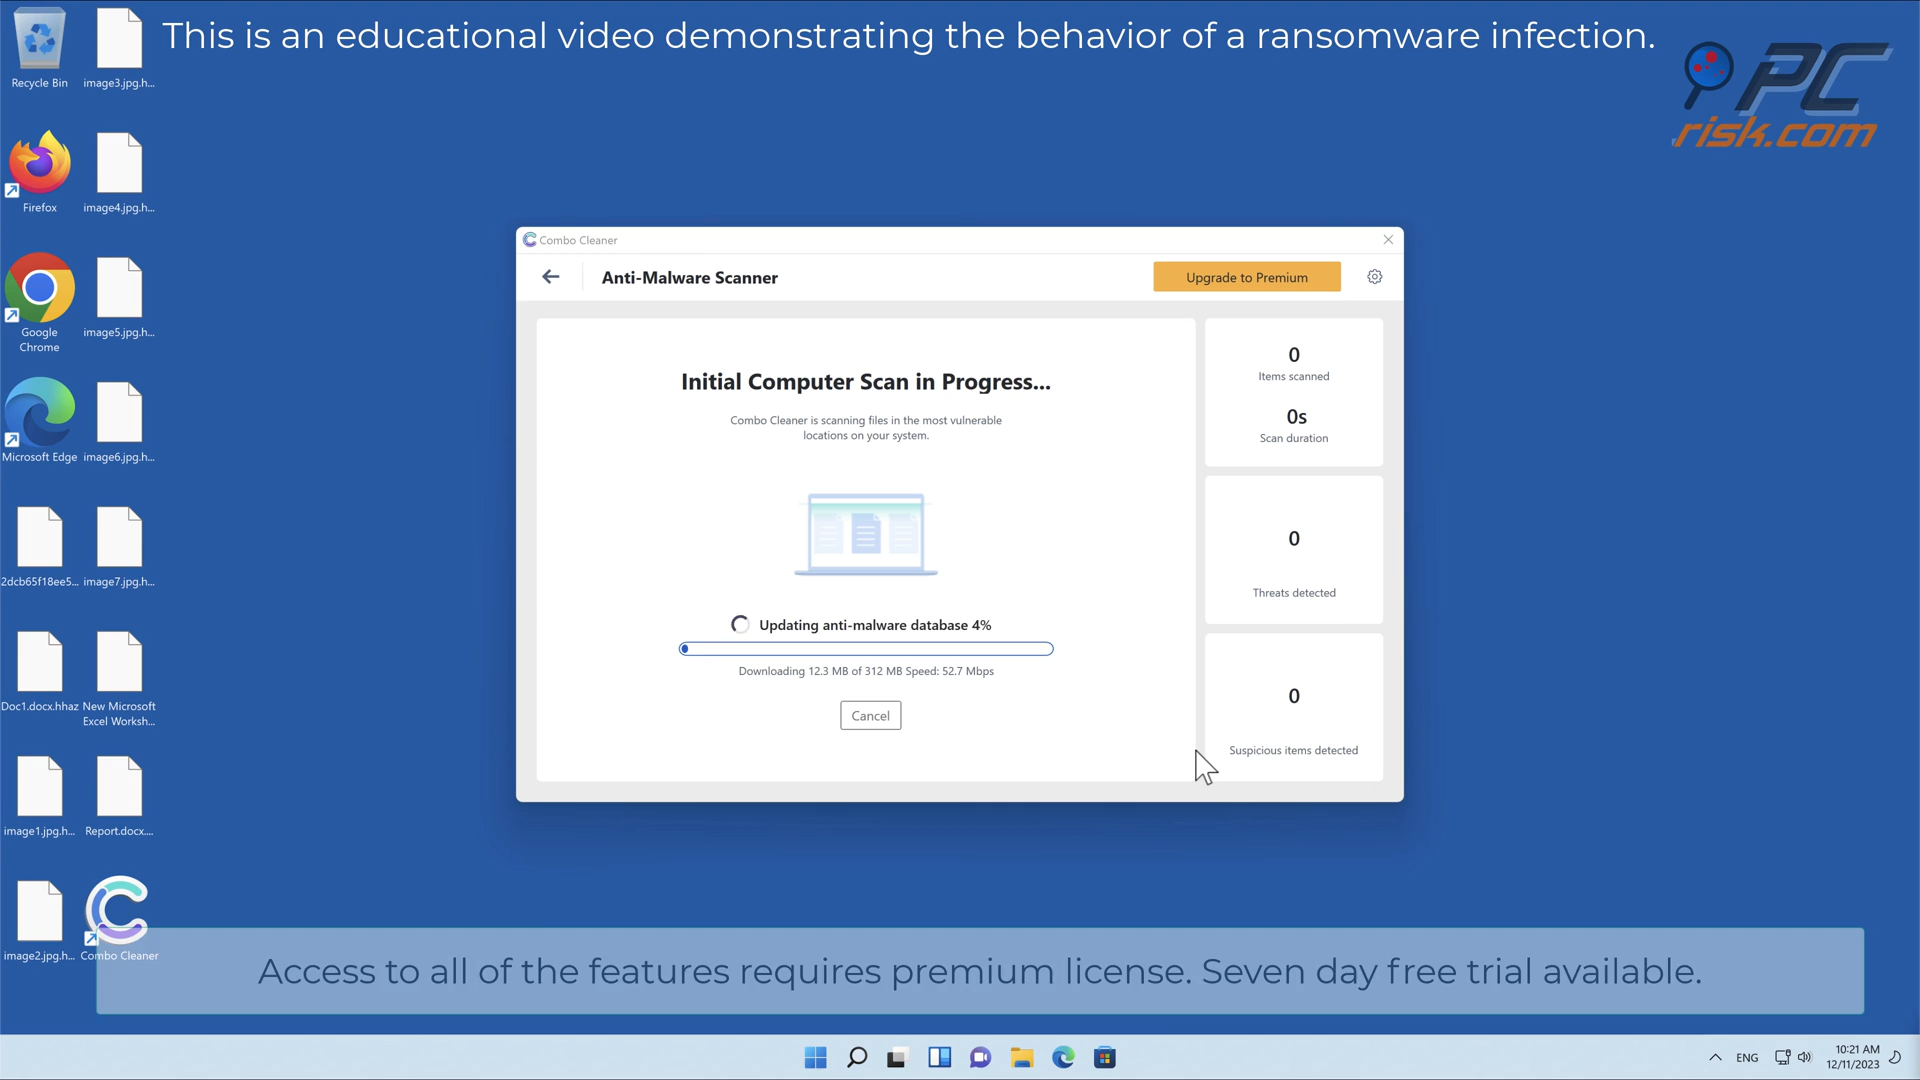 This is an educational video demonstrating the behavior of a ransomware infection.
PC
risk.com
Recycle Bin
image3.jpg.h...
Firefox
image4.jpg.h...
Google
Chrome
image5.jpg.h...
Microsoft Edge
image6.jpg.h...
2dcb65f18ee5...
image7.jpg.h...
Doc1.docx.hhaz
New Microsoft
Excel Worksh...
image1.jpg.h...
Report.docx....
image2.jpg.h...
Combo Cleaner
Combo Cleaner
Anti-Malware Scanner
Upgrade to Premium
Initial Computer Scan in Progress...
Combo Cleaner is scanning files in the most vulnerable
locations on your system.
Updating anti-malware database 4%
Downloading 12.3 MB of 312 MB Speed: 52.7 Mbps
Cancel
0
Items scanned
0s
Scan duration
0
Threats detected
0
Suspicious items detected
Access to all of the features requires premium license. Seven day free trial available.
ENG
10:21 AM
12/11/2023